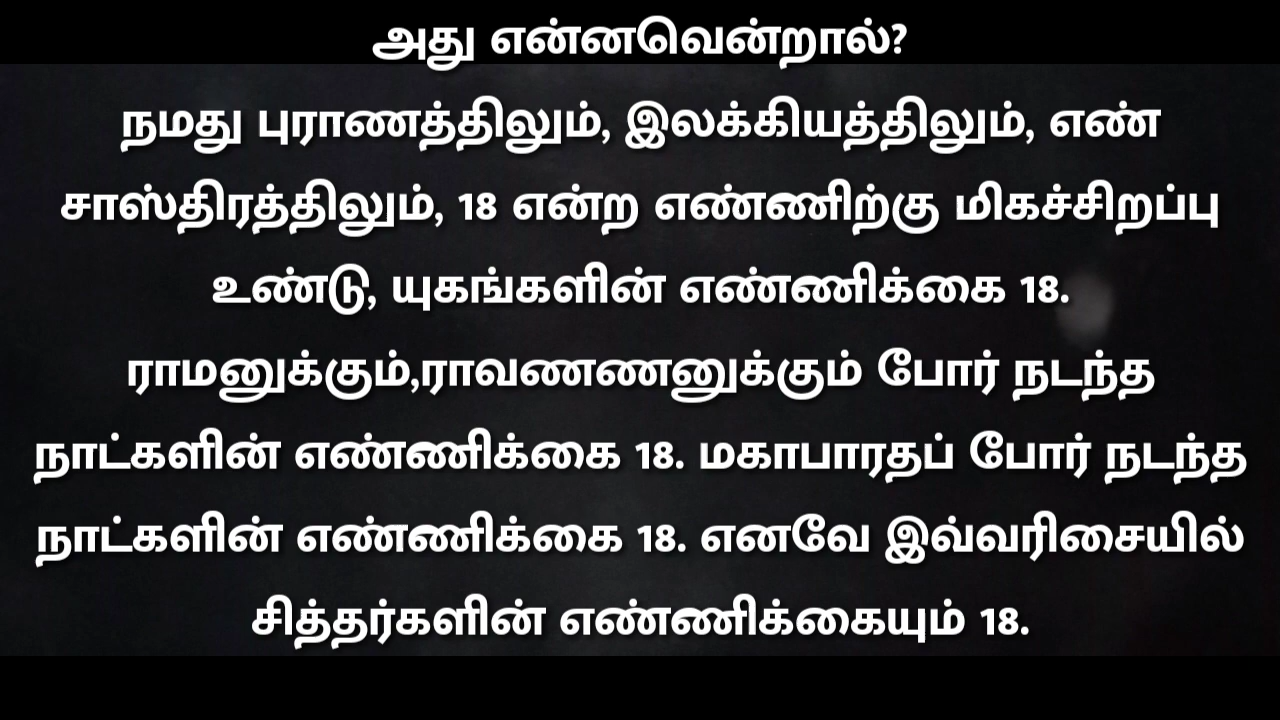 அது என்னவென்றால்?
நமது புராணத்திலும், இலக்கியத்திலும், எண்
சாஸ்திரத்திலும், 18 என்ற எண்ணிற்கு மிகச்சிறப்பு
உண்டு, யுகங்களின் எண்ணிக்கை 18.
ராமனுக்கும்,ராவணணனுக்கும் போர் நடந்த
நாட்களின் எண்ணிக்கை 18. மகாபாரதப் போர் நடந்த
நாட்களின் எண்ணிக்கை 18. எனவே இவ்வரிசையில்
சித்தர்களின் எண்ணிக்கையும் 18.